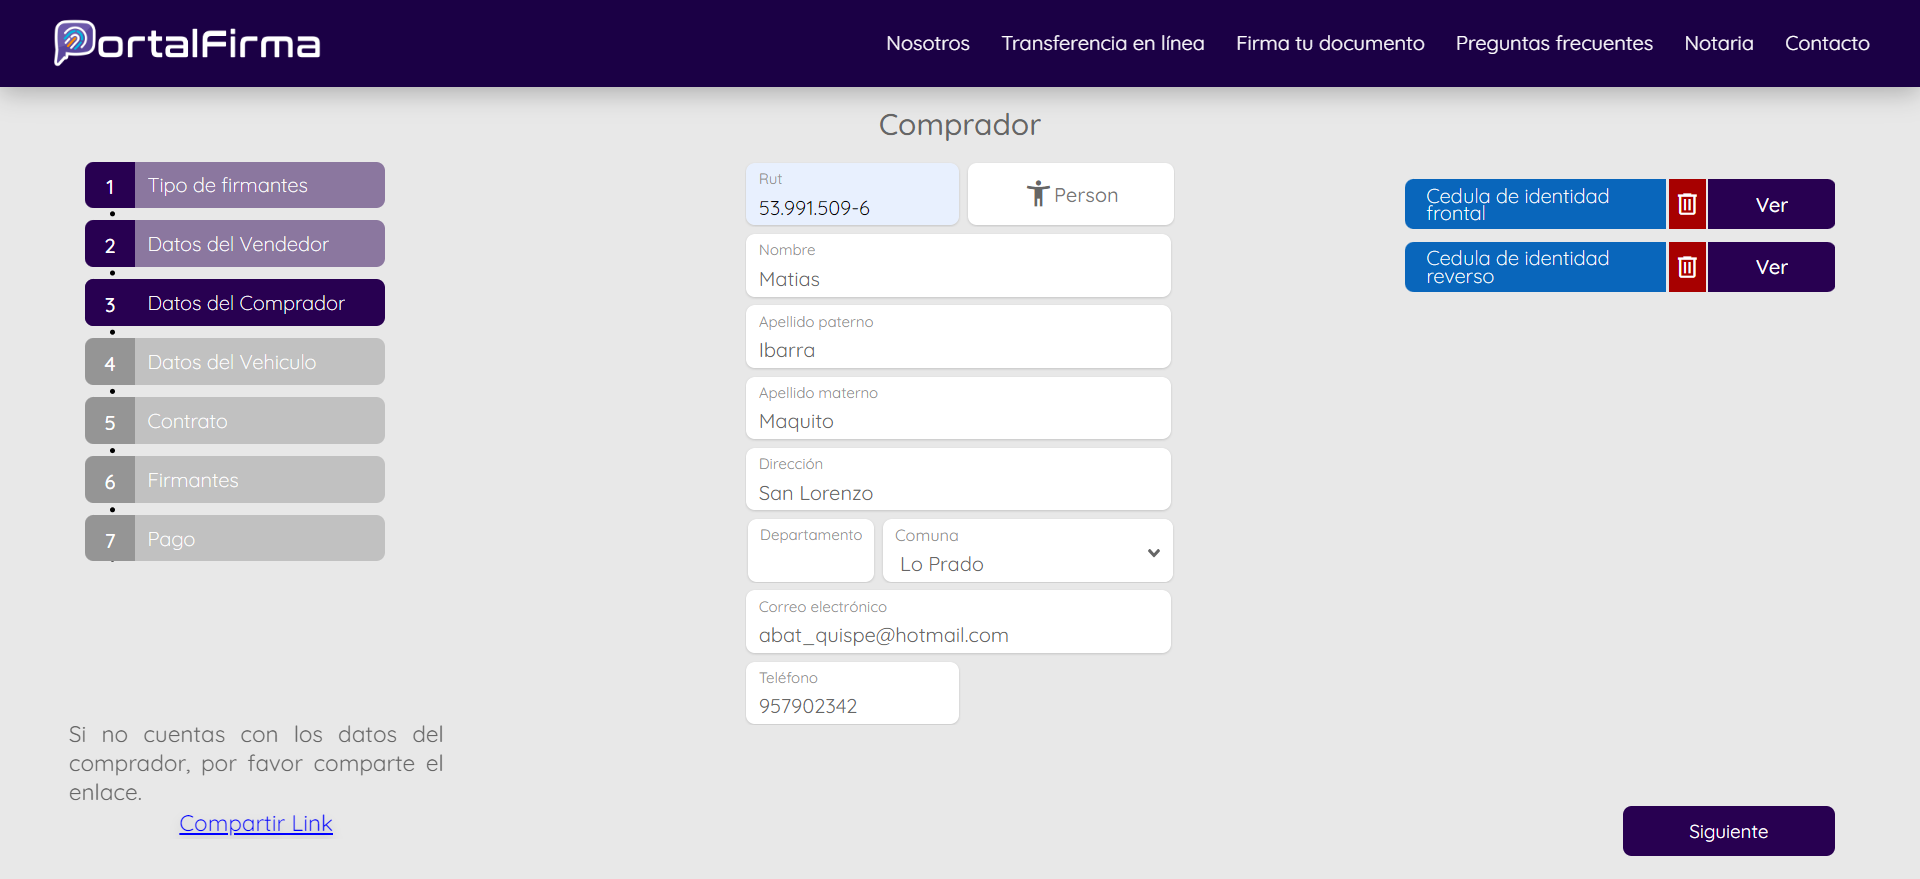 PortalFirma
Nosotros Transferencia en línea Firma tu documento Preguntas frecuentes Notaria Contacto
Comprador
1 Tipo de firmantes
2 Datos del Vendedor
3 Datos del Comprador
4 Datos del Vehiculo
5 Contrato
6 Firmantes
7 Pago
Si no cuentas con los datos del
comprador, por favor comparte el
enlace.
Compartir Link
Rut
53.991.509-6
Person
Nombre
Matias
Apellido paterno
Ibarra
Apellido materno
Maquito
Dirección
San Lorenzo
Departamento
Comuna
Lo Prado
Correo electrónico
abat_quispe@hotmail.com
Teléfono
957902342
Cedula de identidad
frontal
Ver
Cedula de identidad
reverso
Ver
Siguiente